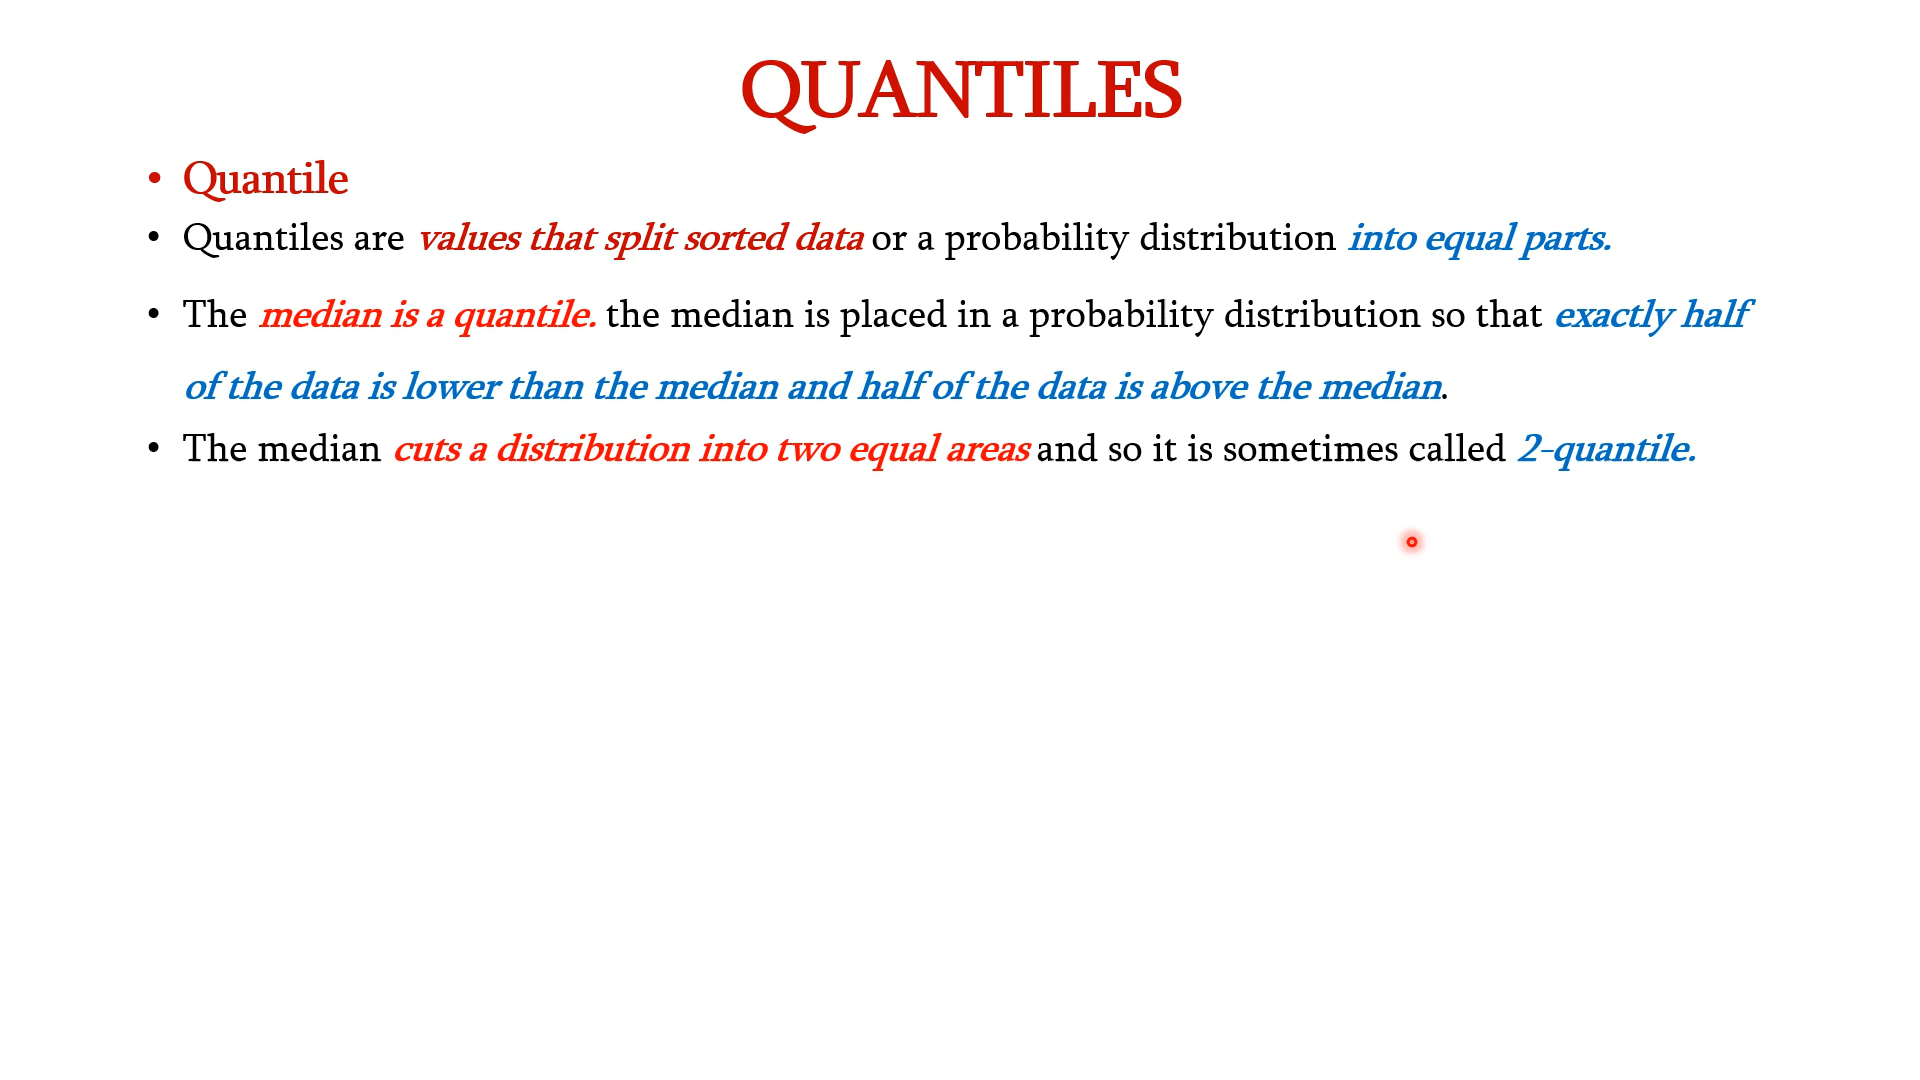 QUANTILES
• Quantile
• Quantiles are values that split sorted data or a probability distribution into equal parts.
• The median is a quantile. the median is placed in a probability distribution so that exactly half
of the data is lower than the median and half of the data is above the median.
• The median cuts a distribution into two equal areas and so it is sometimes called 2-quantile.